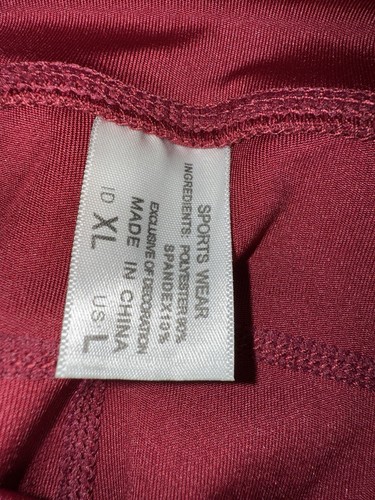 SPORTS WEAR
INGREDIENTS: POLYESTER 90%
SPANDEX10%
EXCLUSIVE OF DECORATION
MADE IN CHINA
ID XL US:L